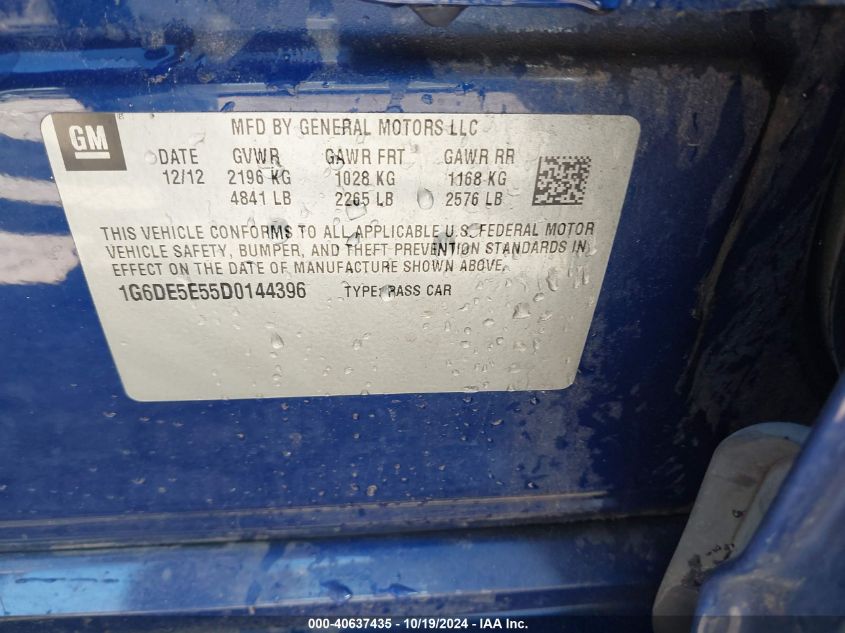 GM
MFD BY GENERAL MOTORS LLC
DATE GVWR GAWR FRT GAWR RR
12/12 2196 KG 1028 KG 1168 KG
4841 LB 2265 LB 2576 LB
THIS VEHICLE CONFORMS TO ALL APPLICABLE U.S. FEDERAL MOTOR
VEHICLE SAFETY, BUMPER, AND THEFT PREVENTION STANDARDS IN
EFFECT ON THE DATE OF MANUFACTURE SHOWN ABOVE.
1G6DE5E55D0144396 TYPE: PASS CAR
000-40637435 - 10/19/2024 - IAA Inc.